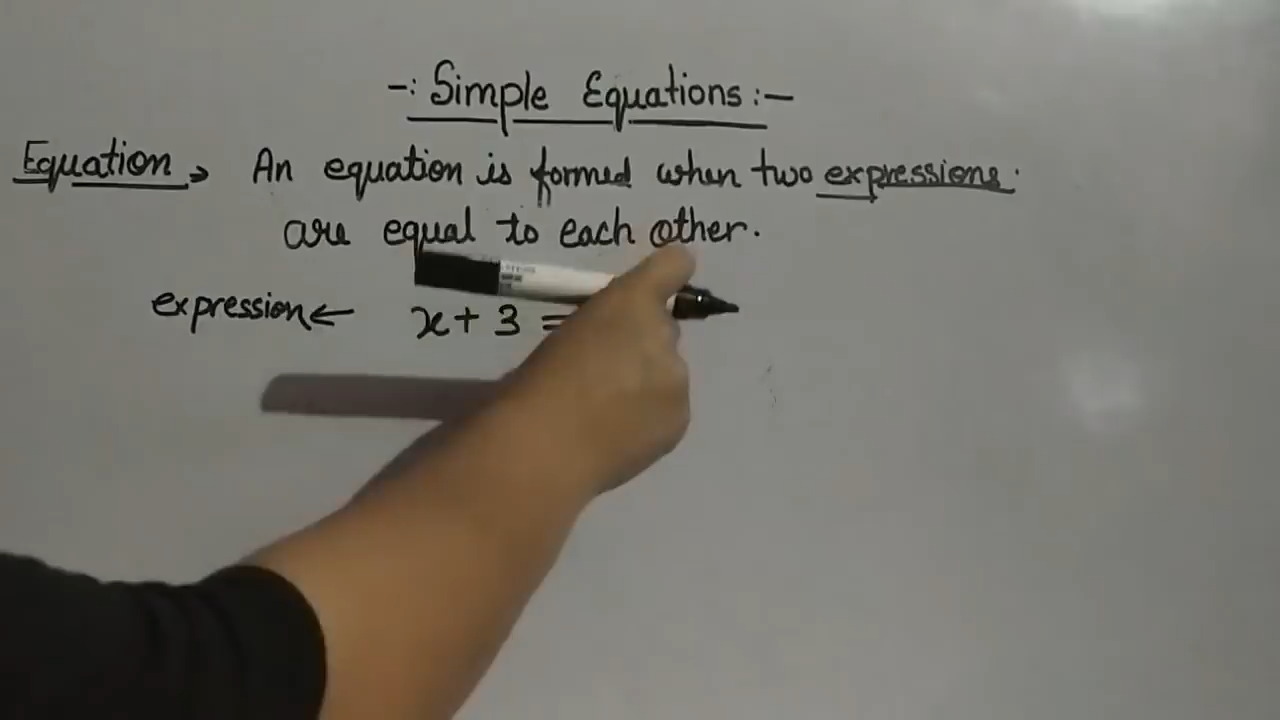 -: Simple Equations :-
Equation → An equation is formed when two expressions
are equal to each other.
expression ← x + 3 =